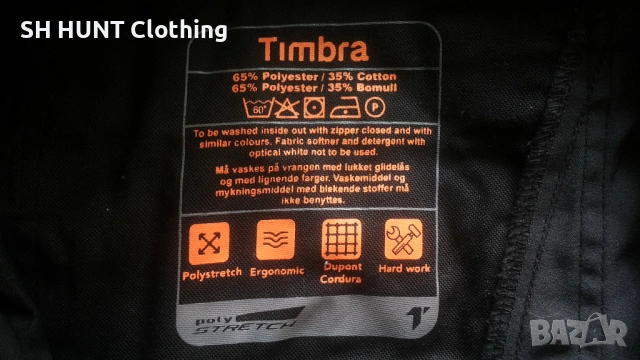 SH HUNT Clothing
Timbra
65% Polyester / 35% Cotton
65% Polyester / 35% Bomull
60° P
To be washed inside out with zipper closed and with
similar colours. Fabric softner and detergent with
optical white not to be used.
Må vaskes på vrangen med lukket glidelås
og med lignende farger. Vaskemiddel og
mykningsmiddel med blekende stoffer må
ikke benyttes.
Polystretch Ergonomic Dupont Cordura Hard work
poly
STRETCH
BAZAR